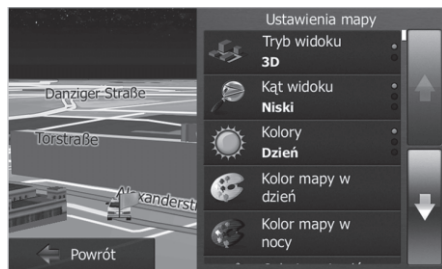 Ustawienia mapy
Danziger Straße
Torstraße
Powrót
Tryb widoku
3D
Kąt widoku
Niski
Kolory
Dzień
Kolor mapy w
dzień
Kolor mapy w
nocy